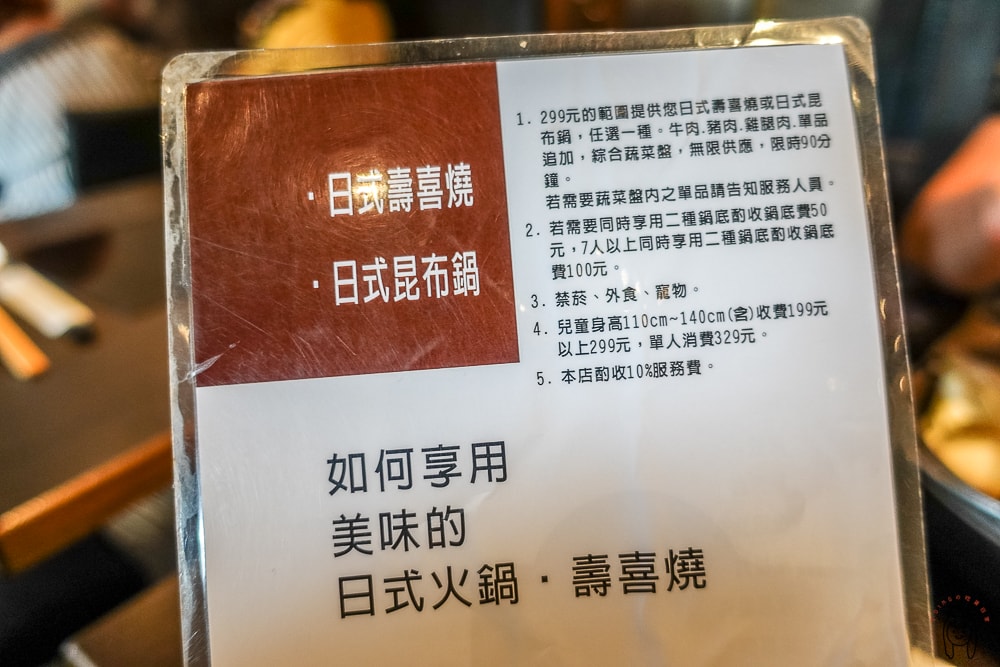 ·日式壽喜燒
·日式昆布鍋
1. 299元的範圍提供您日式壽喜燒或日式昆
布鍋，任選一種。牛肉.豬肉.雞腿肉.單品
追加，綜合蔬菜盤，無限供應，限時90分
鐘。
若需要蔬菜盤內之單品請告知服務人員。
2. 若需要同時享用二種鍋底酌收鍋底費50
元，7人以上同時享用二種鍋底酌收鍋底
費100元。
3. 禁菸、外食、寵物。
4. 兒童身高110cm~140cm(含)收費199元
以上299元，單人消費329元。
5. 本店酌收10%服務費。
如何享用
美味的
日式火鍋·壽喜燒